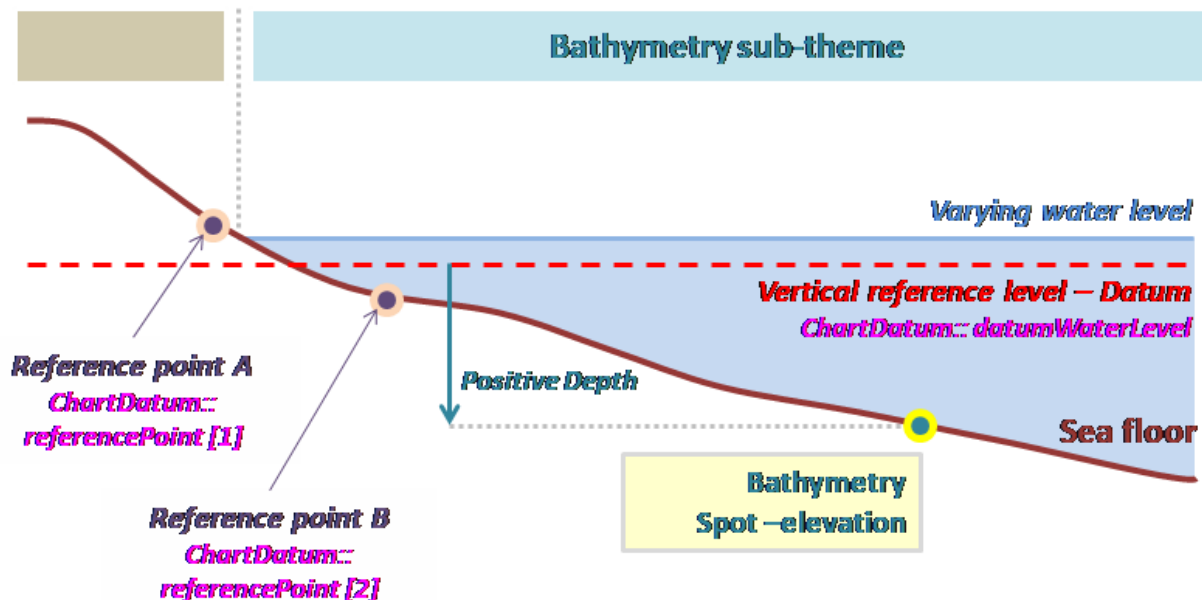 Bathymetry sub-theme
Varying water level
Vertical reference level – Datum
ChartDatum:: datumWaterLevel
Reference point A
ChartDatum::
referencePoint [1]
Positive Depth
Sea floor
Bathymetry
Spot –elevation
Reference point B
ChartDatum::
referencePoint [2]